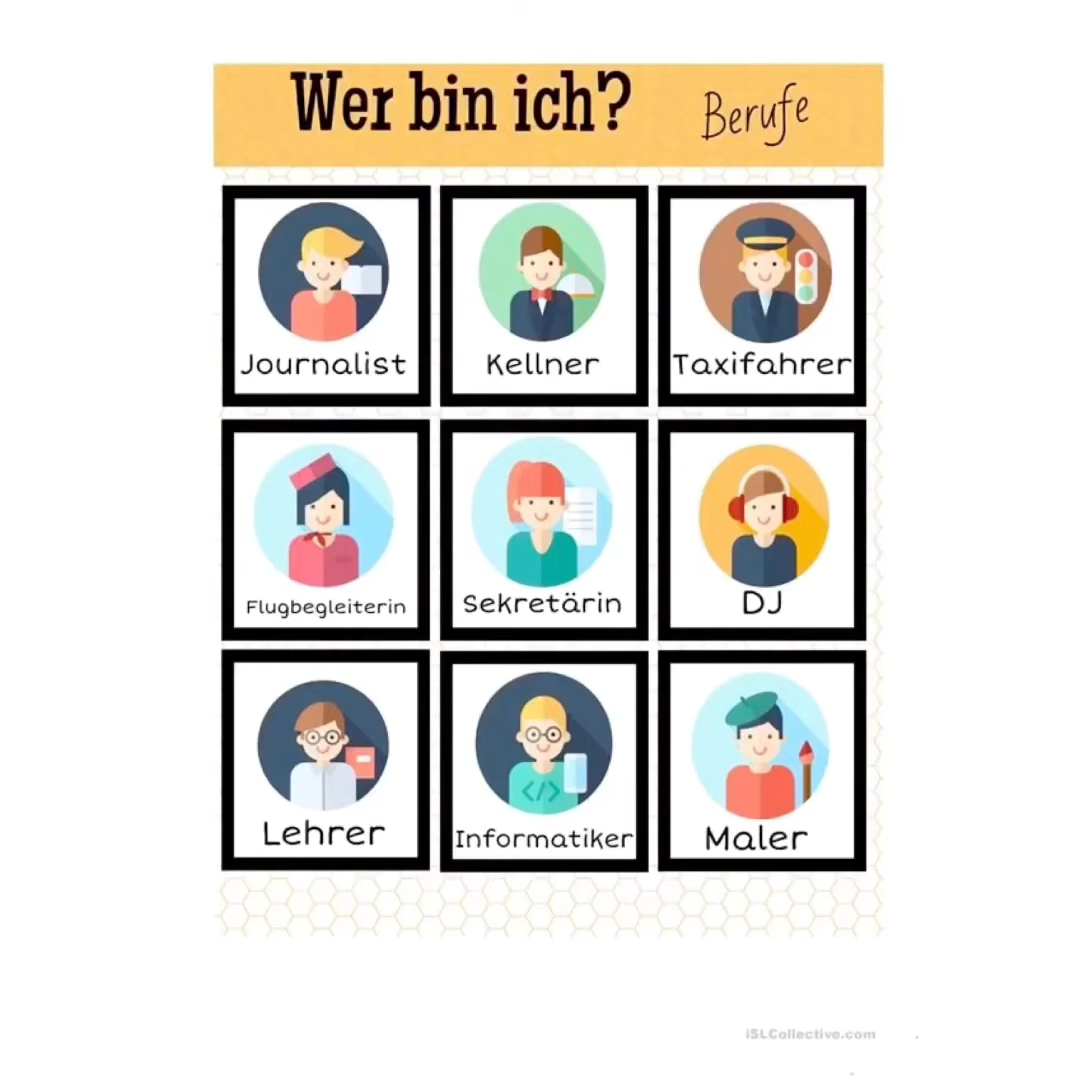 Wer bin ich? Berufe
Journalist Kellner Taxifahrer
Flugbegleiterin Sekretärin DJ
Lehrer Informatiker Maler
iSLCollective.com